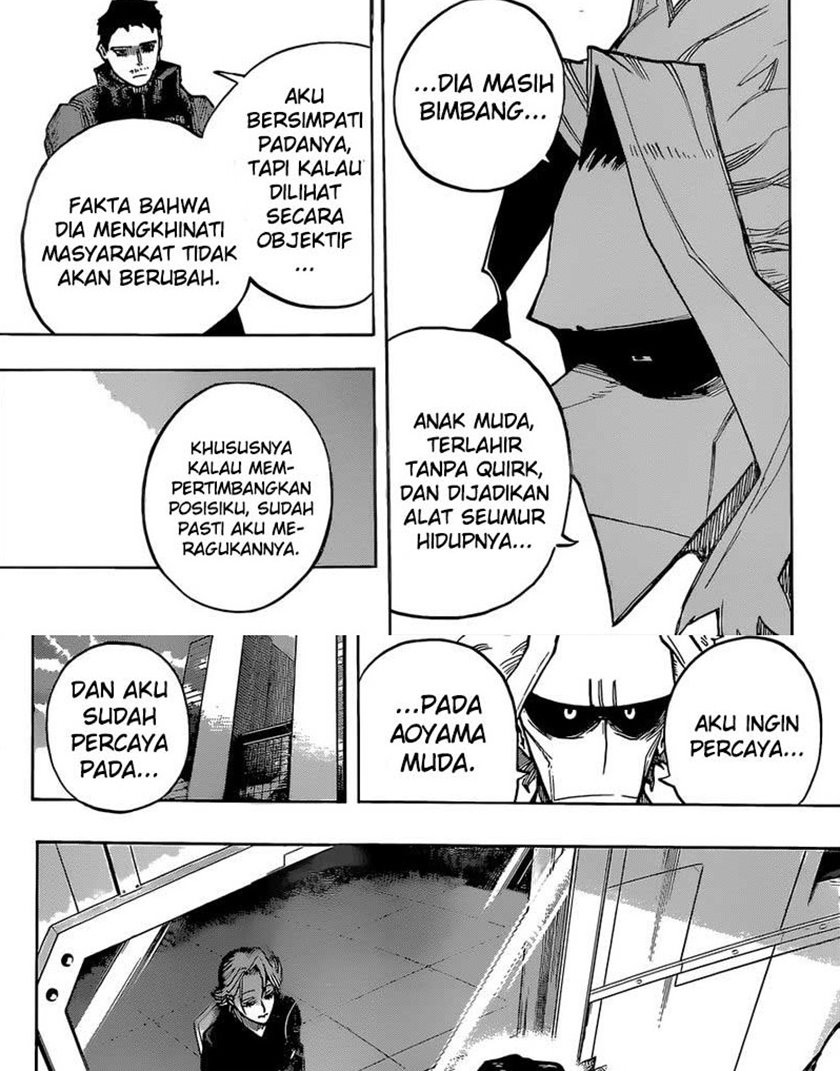 ...DIA MASIH
BIMBANG...
ANAK MUDA,
TERLAHIR
TANPA QUIRK,
DAN DIJADIKAN
ALAT SEUMUR
HIDUPNYA...
AKU
BERSIMPATI
PADANYA,
TAPI KALAU
DILIHAT
SECARA
OBJEKTIF
...
FAKTA BAHWA
DIA MENGKHINATI
MASYARAKAT TIDAK
AKAN BERUBAH.
KHUSUSNYA
KALAU MEM-
PERTIMBANGKAN
POSISIKU, SUDAH
PASTI AKU ME-
RAGUKANNYA.
AKU INGIN
PERCAYA...
...PADA
AOYAMA
MUDA.
DAN AKU
SUDAH
PERCAYA
PADA...